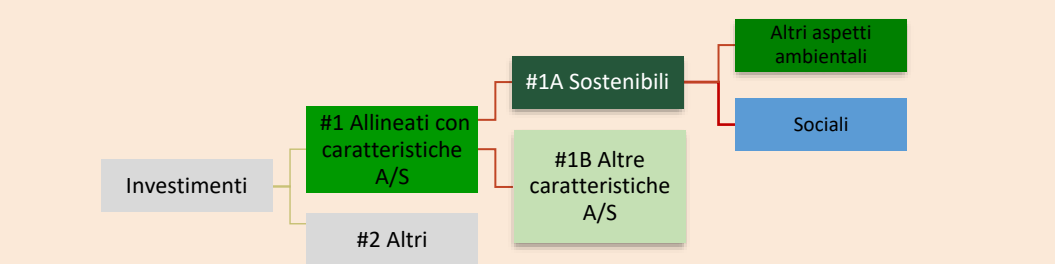 Investimenti
#1 Allineati con
caratteristiche
A/S
#2 Altri
#1A Sostenibili
#1B Altre
caratteristiche
A/S
Altri aspetti
ambientali
Sociali